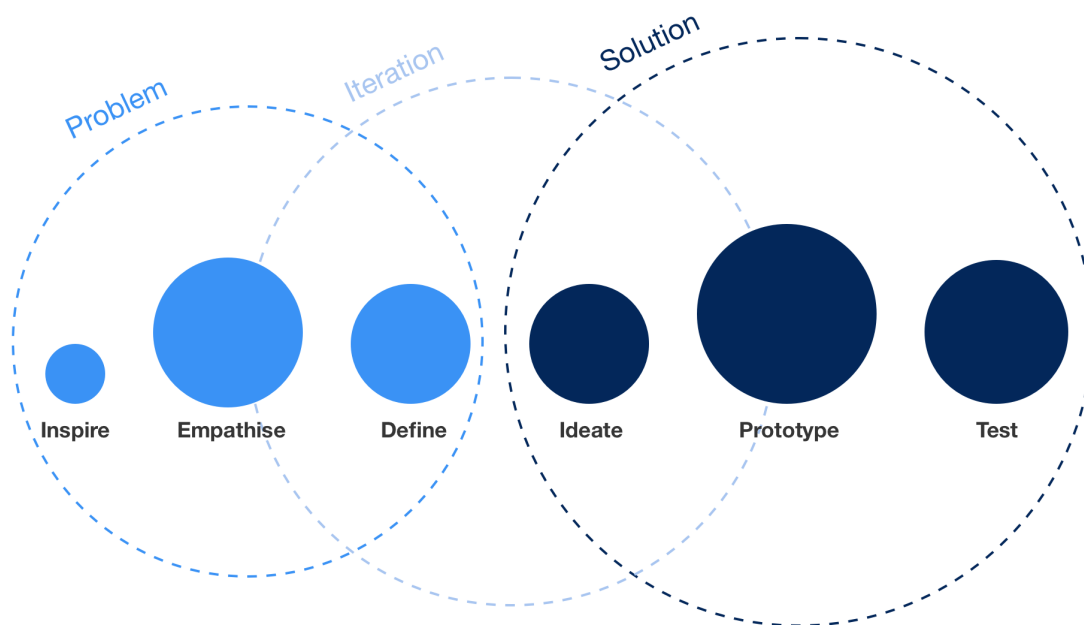 Problem
Iteration
Solution
Inspire
Empathise
Define
Ideate
Prototype
Test